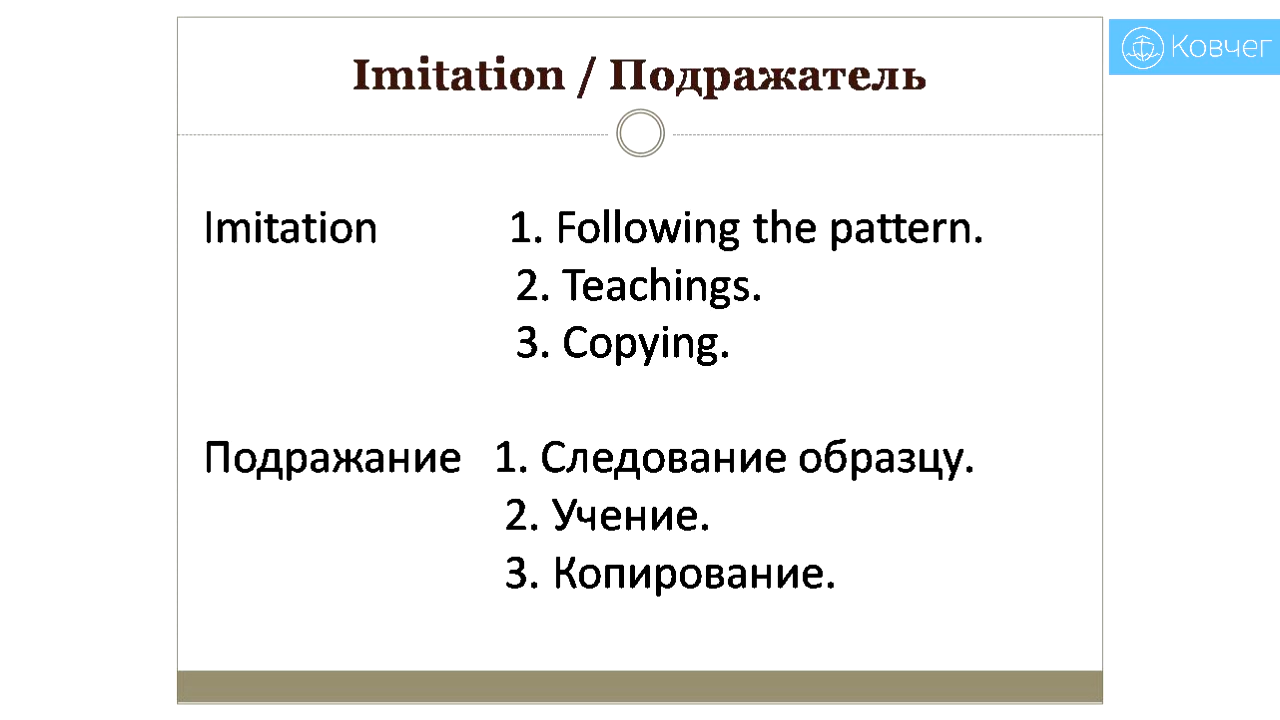 Imitation / Подражатель
Ковчег
Imitation 1. Following the pattern.
2. Teachings.
3. Copying.
Подражание 1. Следование образцу.
2. Учение.
3. Копирование.